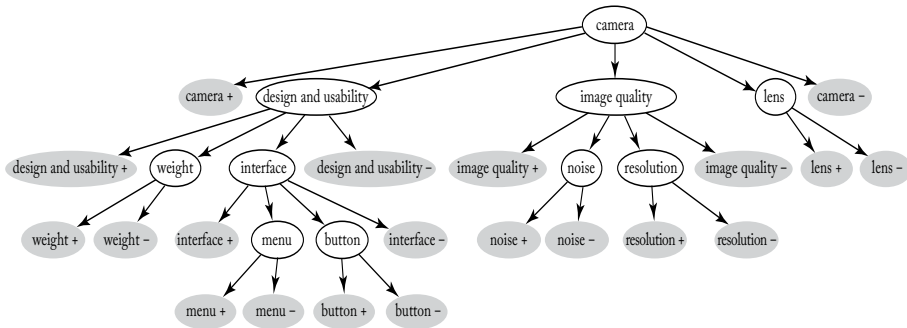 camera
camera + design and usability image quality lens camera –
design and usability + weight interface design and usability – image quality + noise resolution image quality – lens + lens –
weight + weight – interface + menu button interface – noise + noise – resolution + resolution –
menu + menu – button + button –